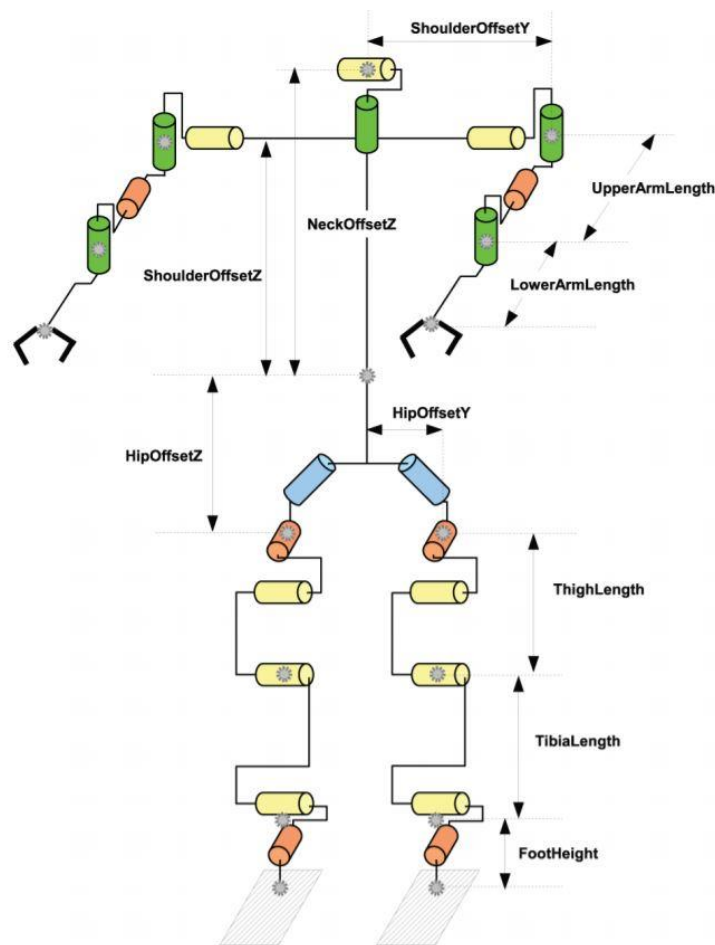 ShoulderOffsetY
UpperArmLength
NeckOffsetZ
ShoulderOffsetZ
LowerArmLength
HipOffsetY
HipOffsetZ
ThighLength
TibiaLength
FootHeight